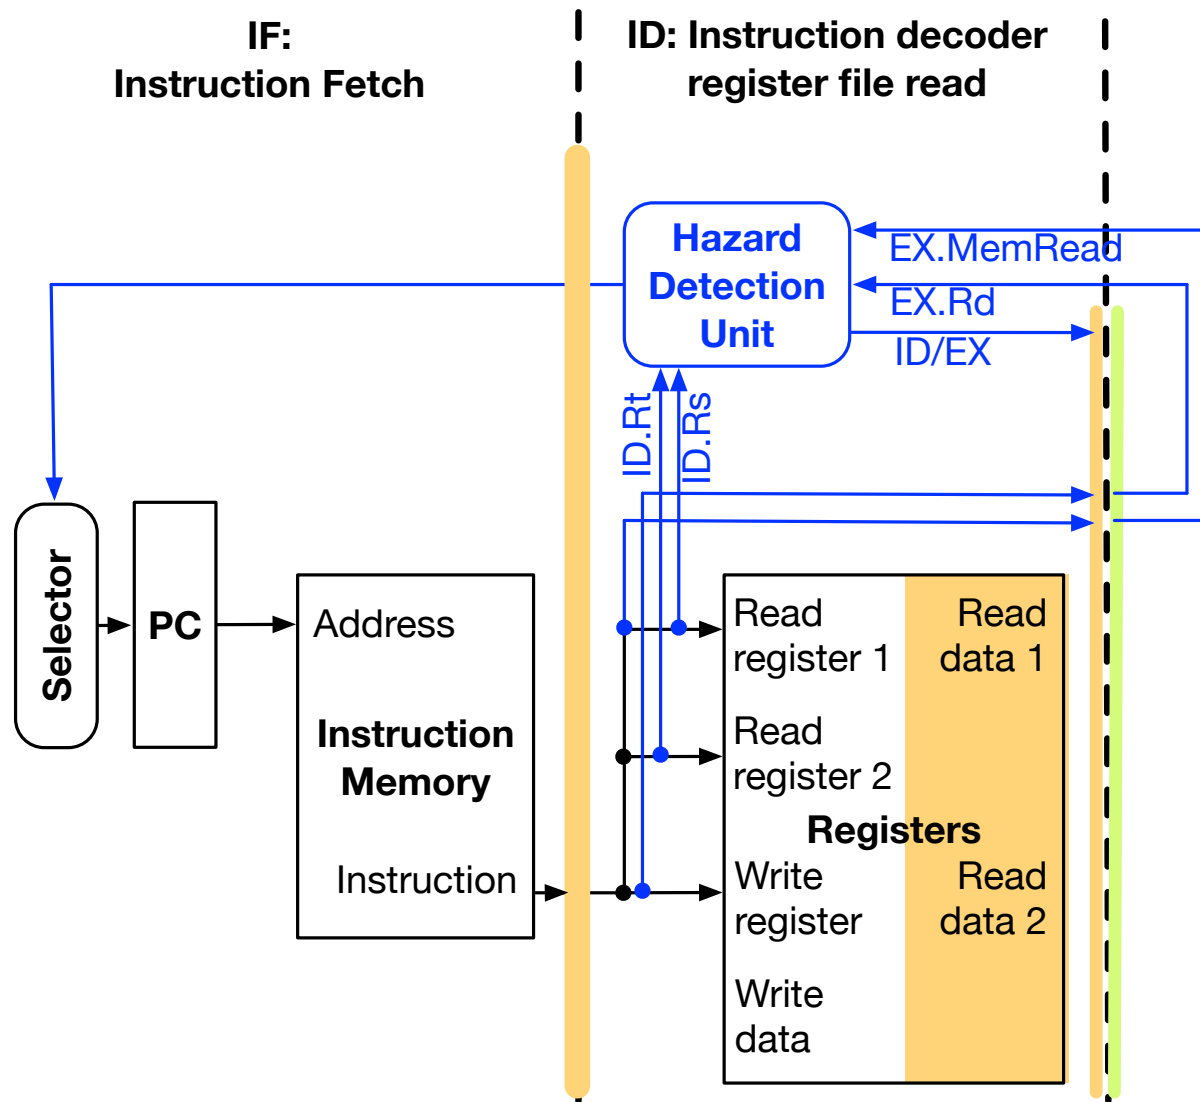 IF:
Instruction Fetch
ID: Instruction decoder
register file read
Hazard
Detection
Unit
EX.MemRead
EX.Rd
ID/EX
ID.Rt
ID.Rs
Selector
PC
Address
Instruction
Memory
Instruction
Read
register 1
Read
data 1
Read
register 2
Registers
Write
register
Read
data 2
Write
data